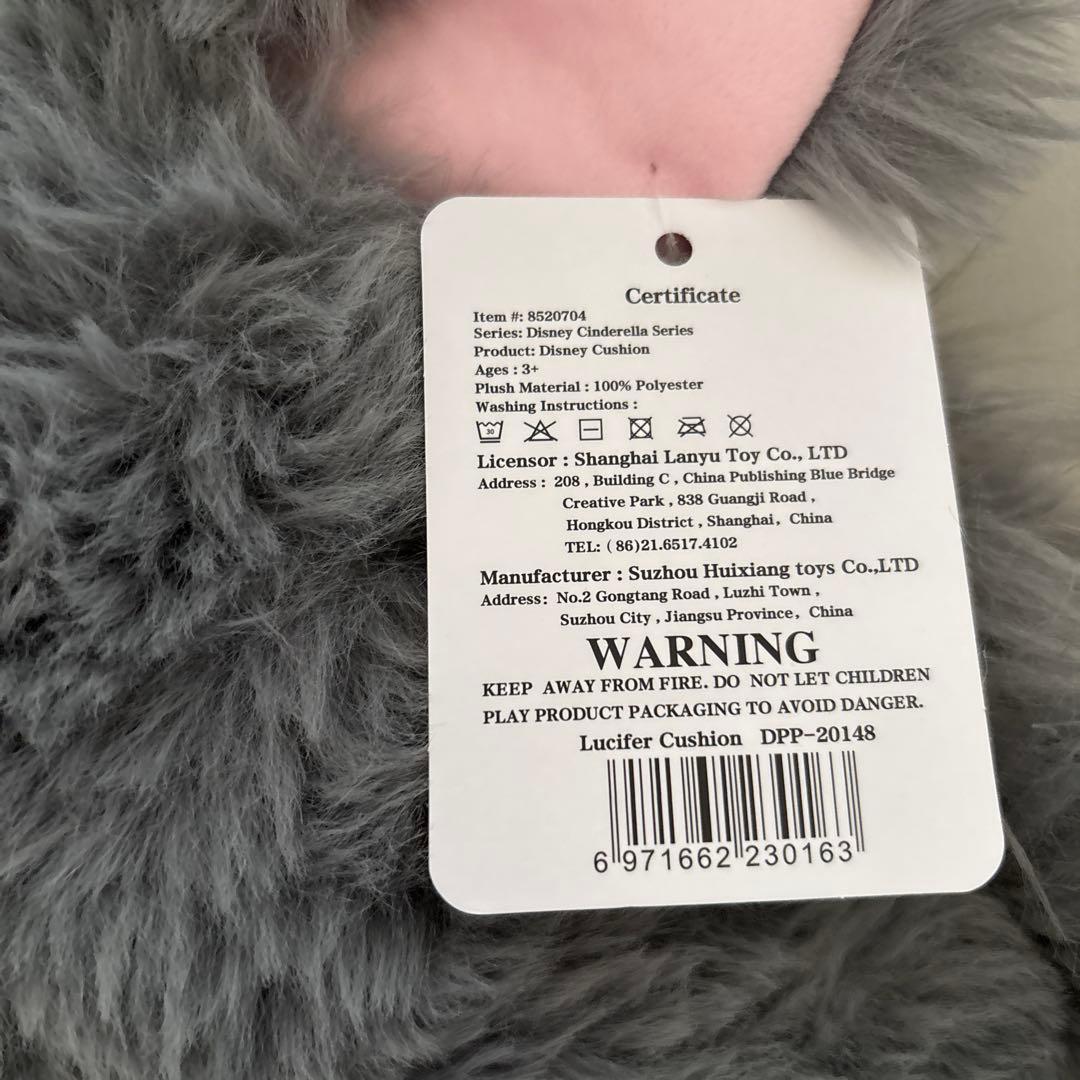 Certificate
Item #: 8520704
Series: Disney Cinderella Series
Product: Disney Cushion
Ages : 3+
Plush Material : 100% Polyester
Washing Instructions :
30
Licensor : Shanghai Lanyu Toy Co., LTD
Address : 208 , Building C , China Publishing Blue Bridge
Creative Park , 838 Guangji Road ,
Hongkou District , Shanghai, China
TEL: ( 86)21.6517.4102
Manufacturer : Suzhou Huixiang toys Co.,LTD
Address: No.2 Gongtang Road , Luzhi Town ,
Suzhou City , Jiangsu Province, China
WARNING
KEEP AWAY FROM FIRE. DO NOT LET CHILDREN
PLAY PRODUCT PACKAGING TO AVOID DANGER.
Lucifer Cushion DPP-20148
6 971662 230163